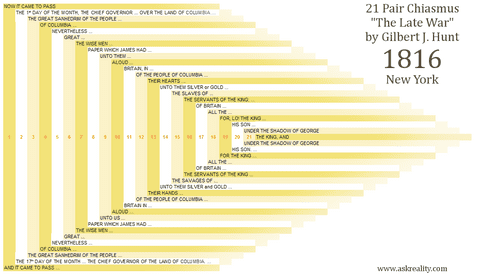 NOW IT CAME TO PASS
THE 1ST DAY OF THE MONTH, THE CHIEF GOVERNOR ... OVER THE LAND OF COLUMBIA ...
THE GREAT SANHEDRIM OF THE PEOPLE ...
OF COLUMBIA ...
NEVERTHELESS ...
GREAT ...
THE WISE MEN ...
PAPER WHICH JAMES HAD ...
UNTO THEM ...
ALOUD ...
BRITAIN, IN ...
OF THE PEOPLE OF COLUMBIA ...
THEIR HEARTS ...
UNTO THEM SILVER or GOLD ...
THE SLAVES OF ...
THE SERVANTS OF THE KING: ...
OF BRITAIN ...
ALL THE ...
FOR, LO! THE KING ...
HIS SON ...
UNDER THE SHADOW OF GEORGE
1 2 3 4 5 6 7 8 9 10 11 12 13 14 15 16 17 18 19 20 21 THE KING, AND
UNDER THE SHADOW OF GEORGE
HIS SON ...
FOR THE KING ...
ALL THE ...
OF BRITAIN ...
THE SERVANTS OF THE KING ...
THE SAVAGES OF ...
UNTO THEM SILVER and GOLD ...
THEIR HANDS ...
OF THE PEOPLE OF COLUMBIA ...
BRITAIN IN ...
ALOUD ...
UNTO US ...
PAPER WHICH JAMES HAD ...
THE WISE MEN ...
GREAT ...
NEVERTHELESS ...
OF COLUMBIA ...
THE GREAT SANHEDRIM OF THE PEOPLE ...
THE 17th DAY OF THE MONTH ... THE CHIEF GOVERNOR OF THE LAND OF COLUMBIA ...
AND IT CAME TO PASS ...
21 Pair Chiasmus
"The Late War"
by Gilbert J. Hunt
1816
New York
www.askreality.com